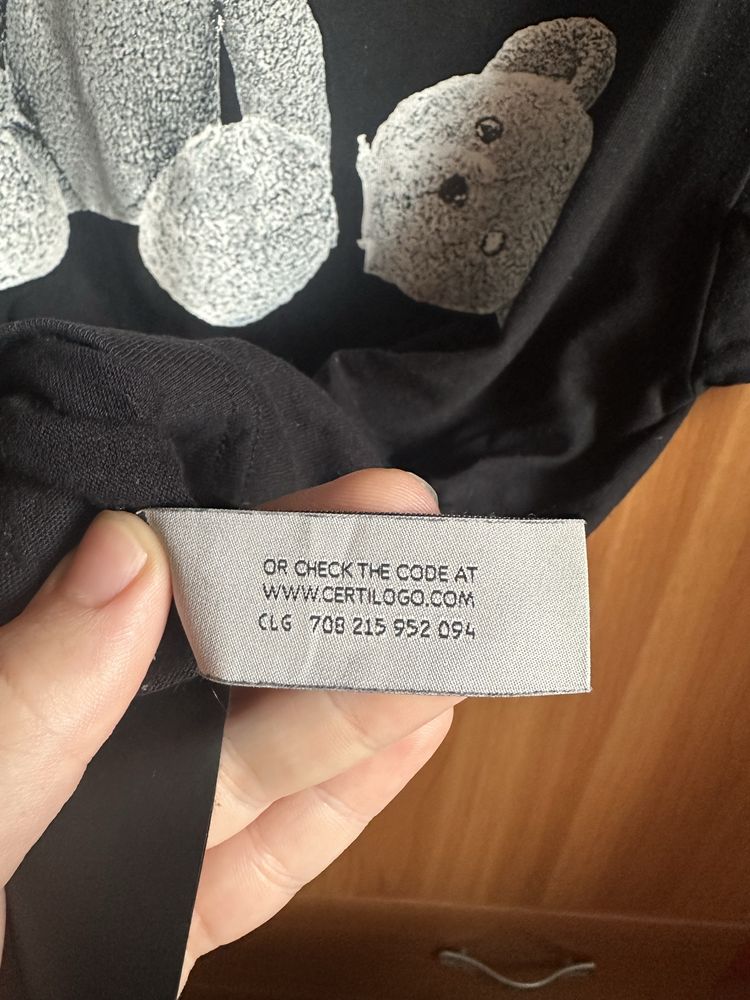 OR CHECK THE CODE AT
WWW.CERTILOGO.COM
CLG 708 215 952 094